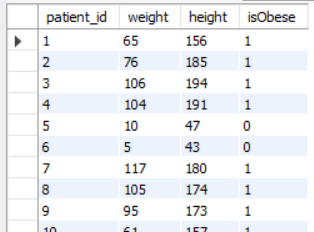 patient_id weight height isObese
1 65 156 1
2 76 185 1
3 106 194 1
4 104 191 1
5 10 47 0
6 5 43 0
7 117 180 1
8 105 174 1
9 95 173 1
10 61 157 1